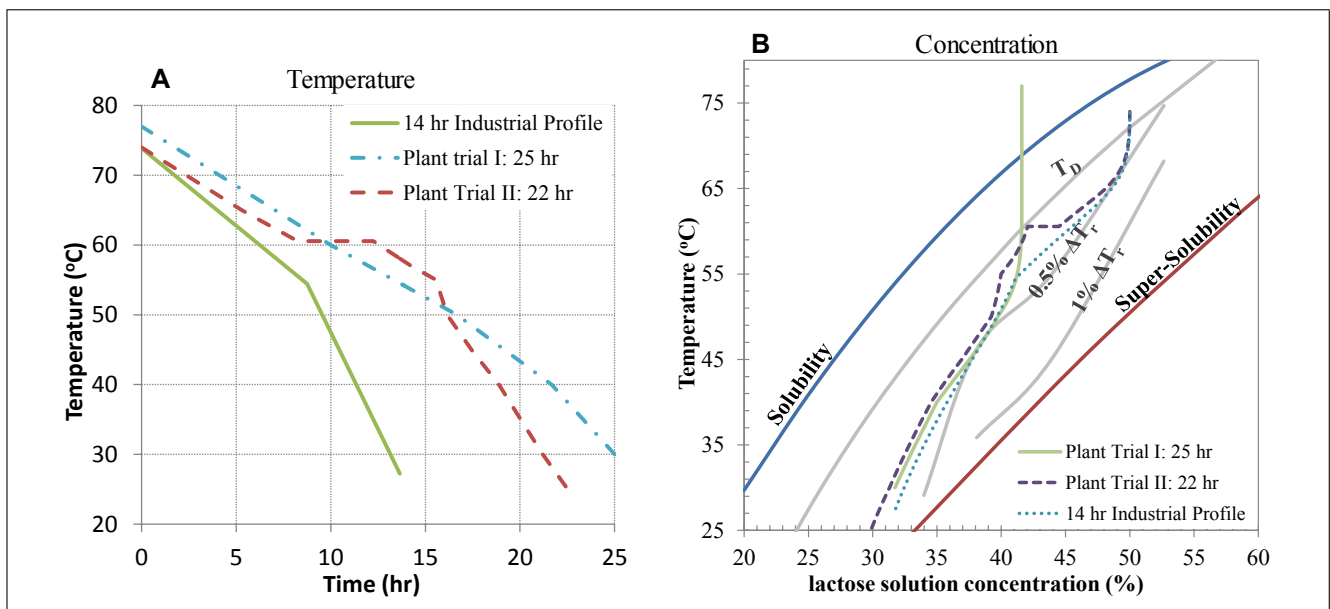 A
Temperature
80
70
60
50
40
30
20
0
5
10
15
20
25
Temperature (°C)
Time (hr)
14 hr Industrial Profile
Plant trial I: 25 hr
Plant Trial II: 22 hr
B
Concentration
75
65
55
45
35
25
20
25
30
35
40
45
50
55
60
Temperature (°C)
lactose solution concentration (%)
Solubility
T_D
0.5% ΔT_r
1% ΔT_r
Super-Solubility
Plant Trial I: 25 hr
Plant Trial II: 22 hr
14 hr Industrial Profile